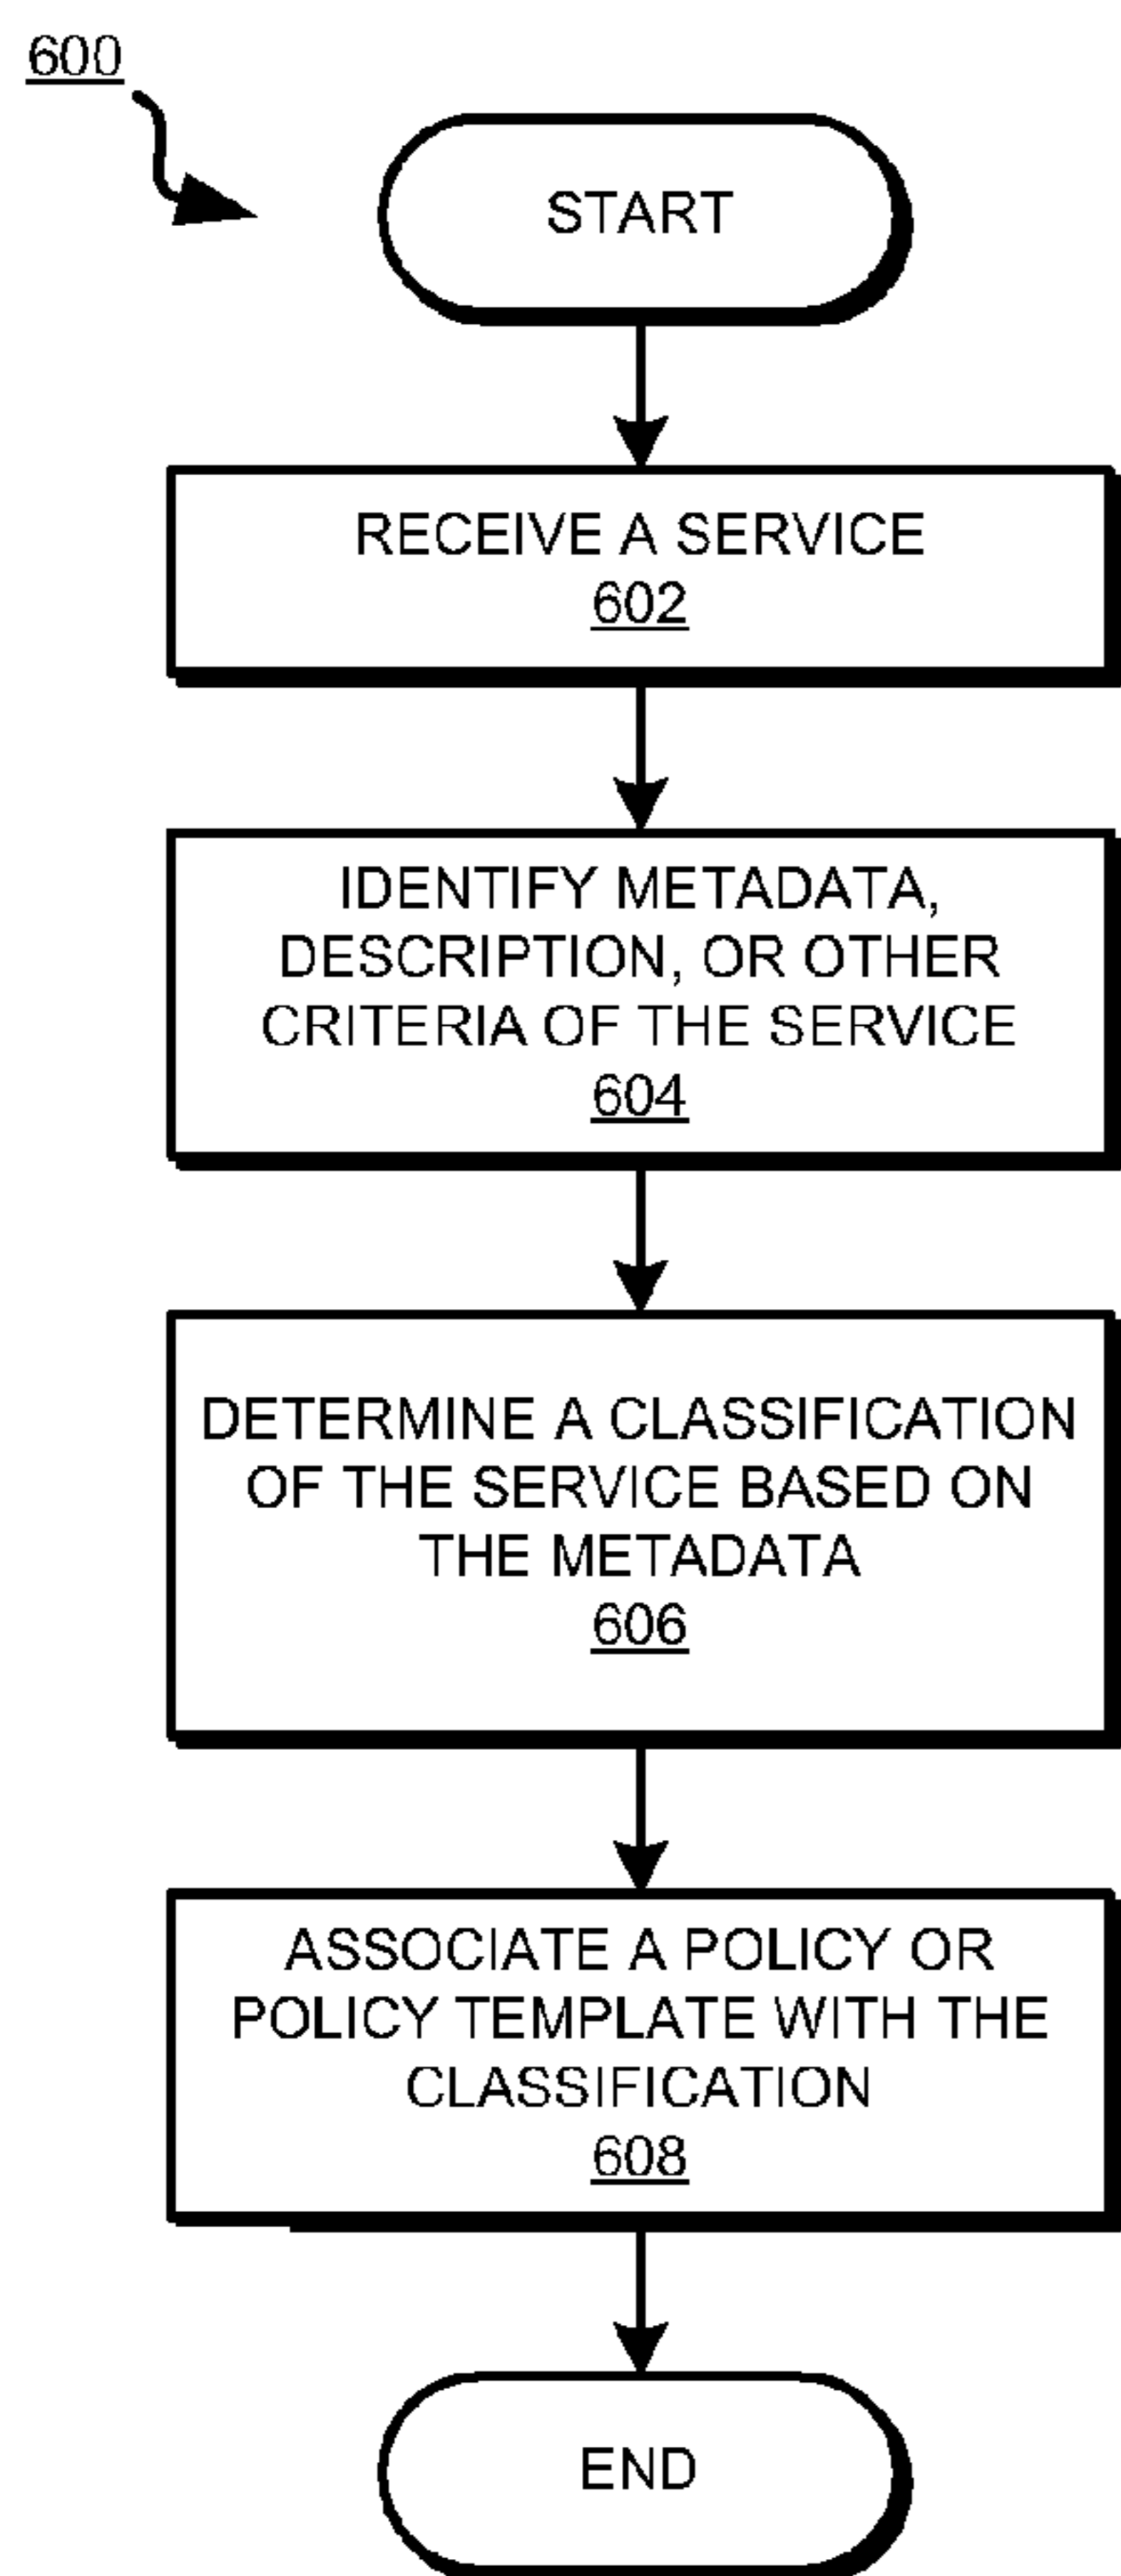 600
START
RECEIVE A SERVICE
602
IDENTIFY METADATA,
DESCRIPTION, OR OTHER
CRITERIA OF THE SERVICE
604
DETERMINE A CLASSIFICATION
OF THE SERVICE BASED ON
THE METADATA
606
ASSOCIATE A POLICY OR
POLICY TEMPLATE WITH THE
CLASSIFICATION
608
END